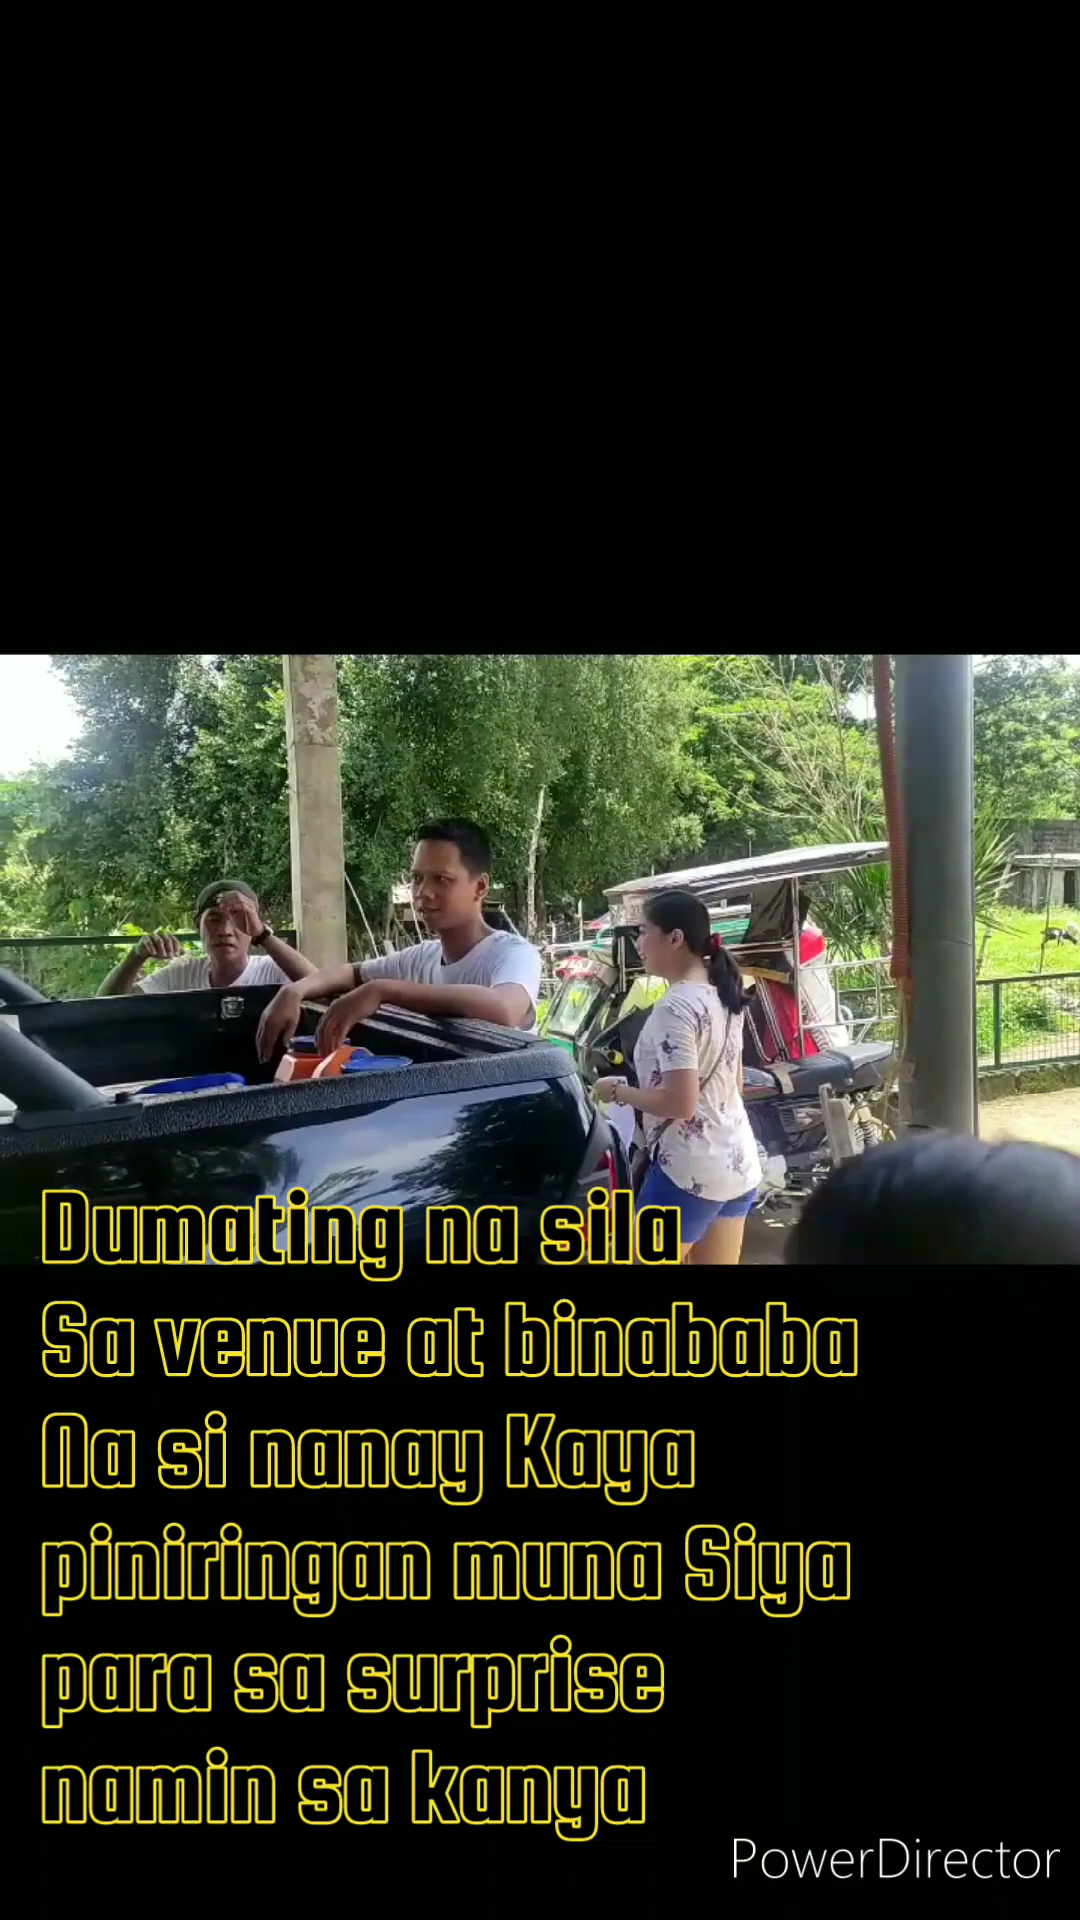 Dumating na sila
Sa venue at binababa
Na si nanay Kaya
piniringan muna Siya
para sa surprise
namin sa kanya
PowerDirector